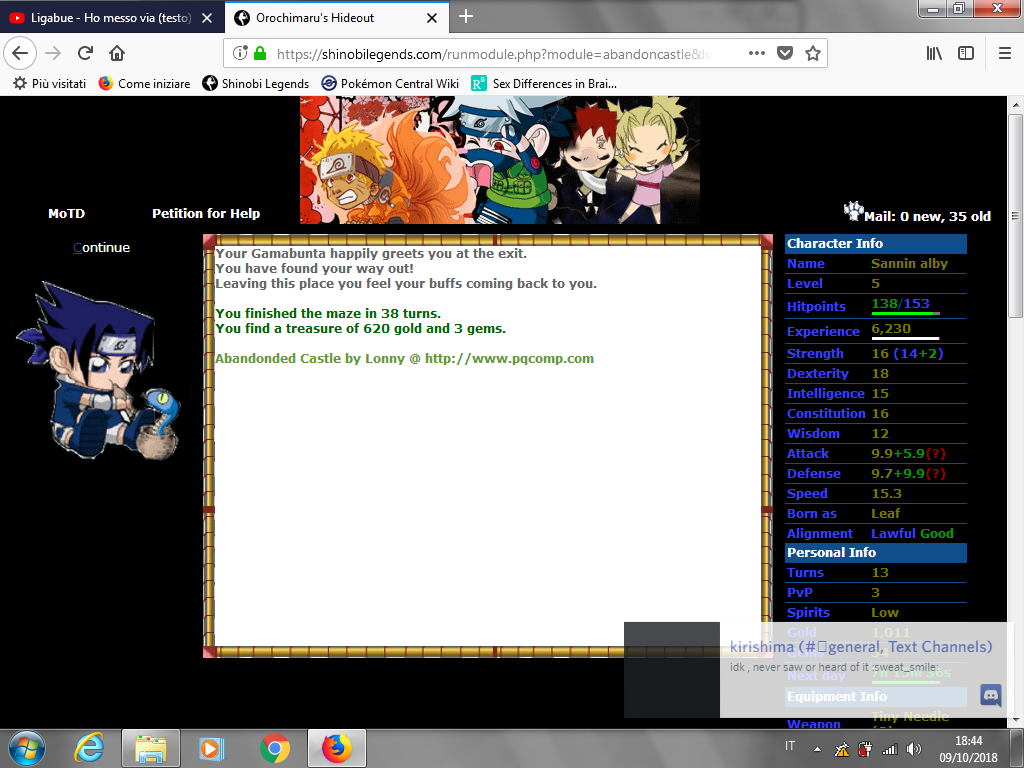 Ligabue - Ho messo via (testo)
Orochimaru's Hideout
https://shinobilegends.com/runmodule.php?module=abandoncastle&lo
Più visitati
Come iniziare
Shinobi Legends
Pokémon Central Wiki
Sex Differences in Brai...
MoTD
Petition for Help
Mail: 0 new, 35 old
Continue
Your Gamabunta happily greets you at the exit.
You have found your way out!
Leaving this place you feel your buffs coming back to you.
You finished the maze in 38 turns.
You find a treasure of 620 gold and 3 gems.
Abandonded Castle by Lonny @ http://www.pqcomp.com
Character Info
Name Sannin alby
Level 5
Hitpoints 138/153
Experience 6,230
Strength 16 (14+2)
Dexterity 18
Intelligence 15
Constitution 16
Wisdom 12
Attack 9.9+5.9(?)
Defense 9.7+9.9(?)
Speed 15.3
Born as Leaf
Alignment Lawful Good
Personal Info
Turns 13
PvP 3
Spirits Low
Gold 1,011
kirishima (#□general, Text Channels)
idk , never saw or heard of it :sweat_smile:
Next day 7h 15m 36s
Equipment Info
Weapon Tiny Needle
IT
18:44
09/10/2018